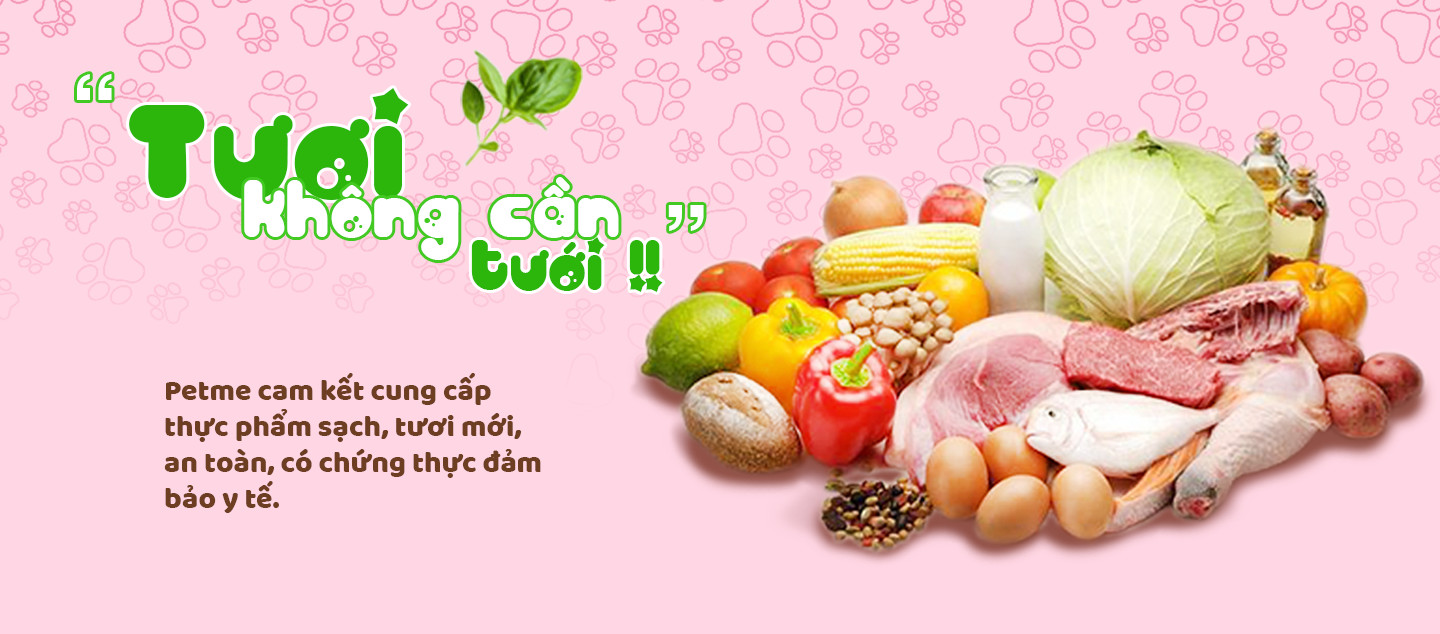 “Tươi
không cần”
tưới !!
Petme cam kết cung cấp
thực phẩm sạch, tươi mới,
an toàn, có chứng thực đảm
bảo y tế.